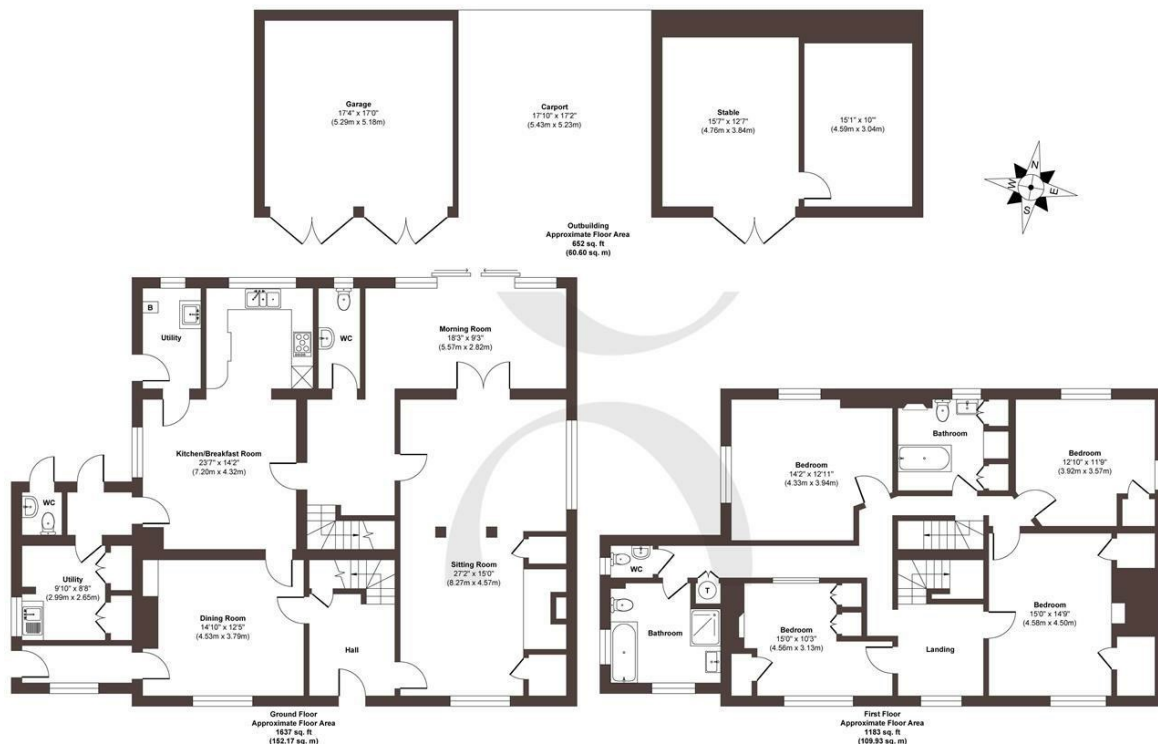 Garage
17'4" x 17'0"
(5.29m x 5.18m)
Carport
17'10" x 17'2"
(5.43m x 5.23m)
Stable
15'7" x 12'7"
(4.76m x 3.84m)
15'1" x 10'"
(4.59m x 3.04m)
N
W
E
S
Outbuilding
Approximate Floor Area
652 sq. ft
(60.60 sq. m)
B
Utility
WC
Morning Room
18'3" x 9'3"
(5.57m x 2.82m)
Kitchen/Breakfast Room
23'7" x 14'2"
(7.20m x 4.32m)
WC
Utility
9'10" x 8'8"
(2.99m x 2.65m)
Dining Room
14'10" x 12'5"
(4.53m x 3.79m)
Hall
Sitting Room
27'2" x 15'0"
(8.27m x 4.57m)
Ground Floor
Approximate Floor Area
1637 sq. ft
(152.17 sq. m)
Bedroom
14'2" x 12'11"
(4.33m x 3.94m)
Bathroom
Bedroom
12'10" x 11'9"
(3.92m x 3.57m)
WC
T
Bathroom
Bedroom
15'0" x 10'3"
(4.56m x 3.13m)
Landing
Bedroom
15'0" x 14'9"
(4.58m x 4.50m)
First Floor
Approximate Floor Area
1183 sq. ft
(109.93 sq. m)